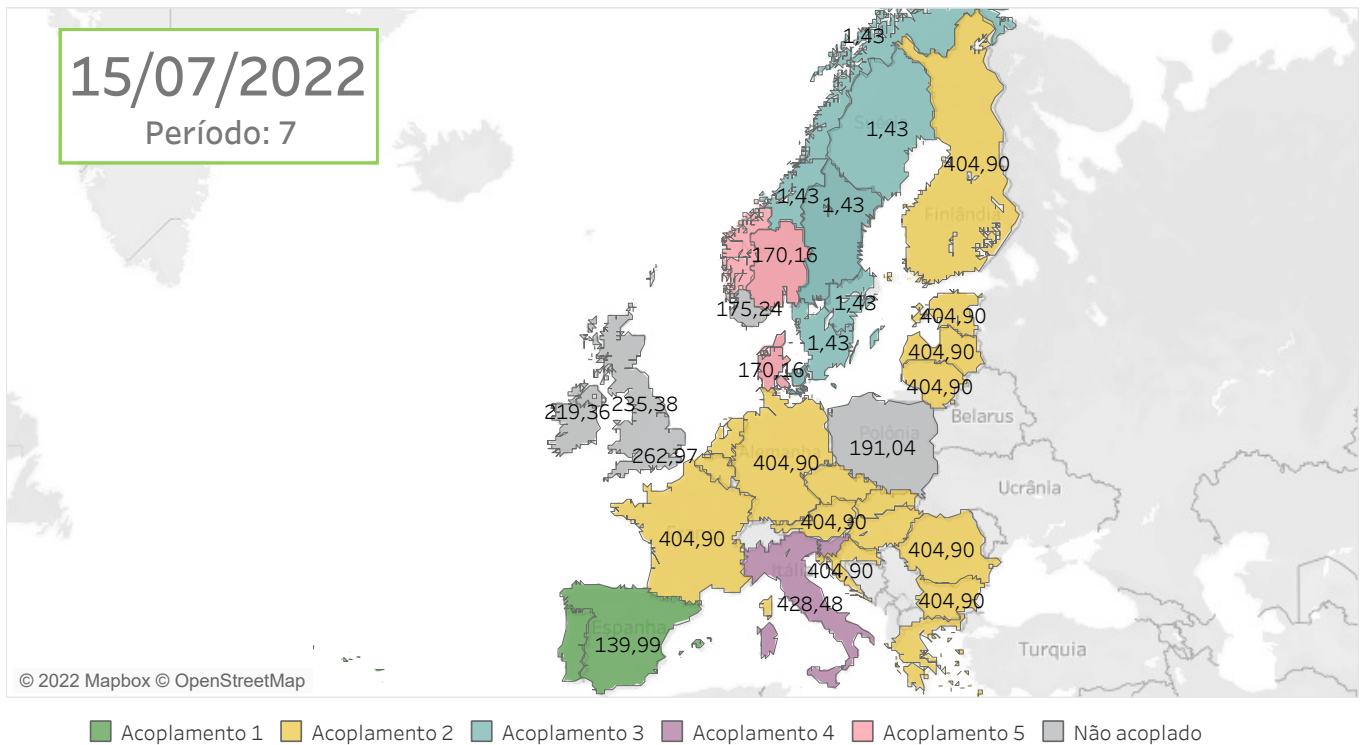 15/07/2022
Período: 7
1,43
1,43
404,90
1,43
1,43
Finlândia
170,16
175,24
1,43
404,90
1,43
404,90
170,16
404,90
219,36
235,38
Belarus
Polônia
191,04
262,97
Alemanha
404,90
Ucrânia
404,90
404,90
404,90
Itália
404,90
428,48
404,90
Espanha
139,99
Turquia
© 2022 Mapbox © OpenStreetMap
Acoplamento 1
Acoplamento 2
Acoplamento 3
Acoplamento 4
Acoplamento 5
Não acoplado